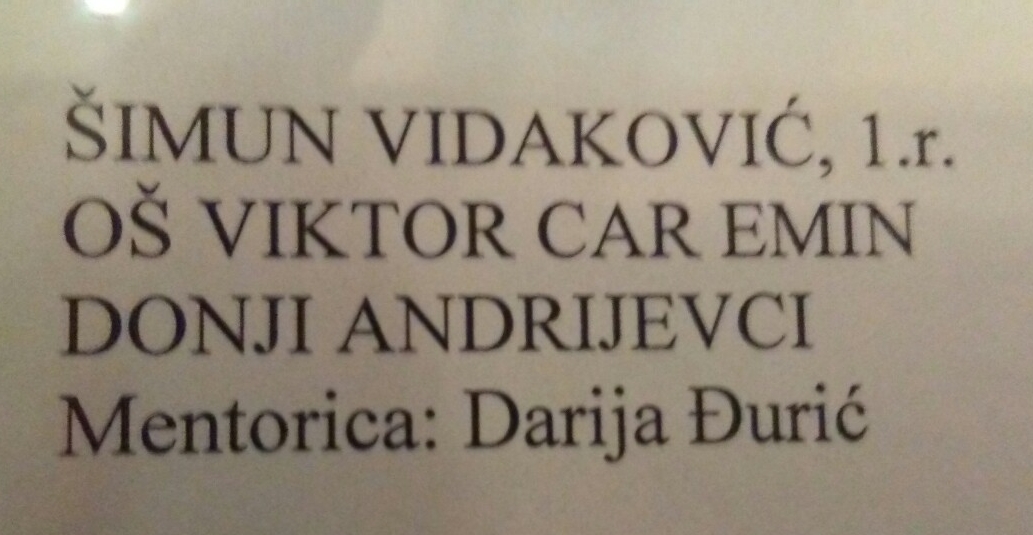 ŠIMUN VIDAKOVIĆ, 1.r.
OŠ VIKTOR CAR EMIN
DONJI ANDRIJEVCI
Mentorica: Darija Đurić